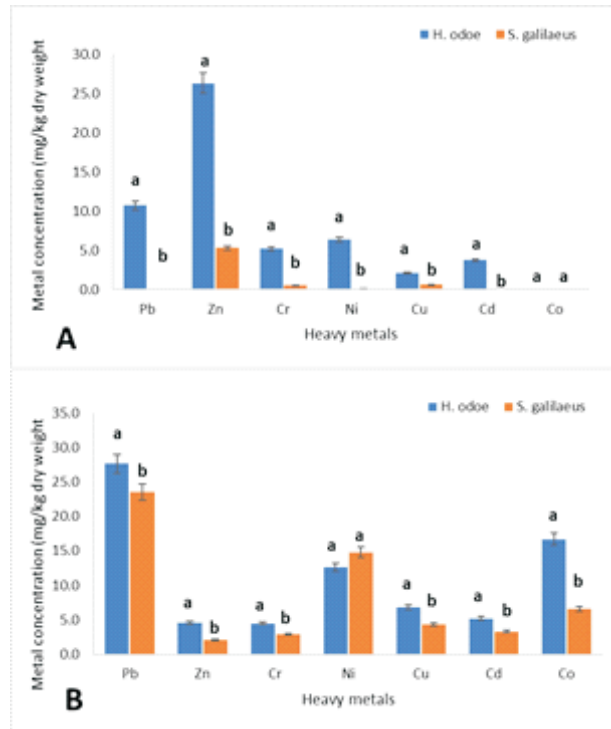 H. odoe S. galilaeus
Metal concentration (mg/kg dry weight)
30.0
25.0
20.0
15.0
10.0
5.0
0.0
a a a a a a a a
b b b b b b
Pb Zn Cr Ni Cu Cd Co
Heavy metals
A
H. odoe S. galilaeus
Metal concentration (mg/kg dry weight)
35.0
30.0
25.0
20.0
15.0
10.0
5.0
0.0
a b a b a b a a a b a b a b
Pb Zn Cr Ni Cu Cd Co
Heavy metals
B